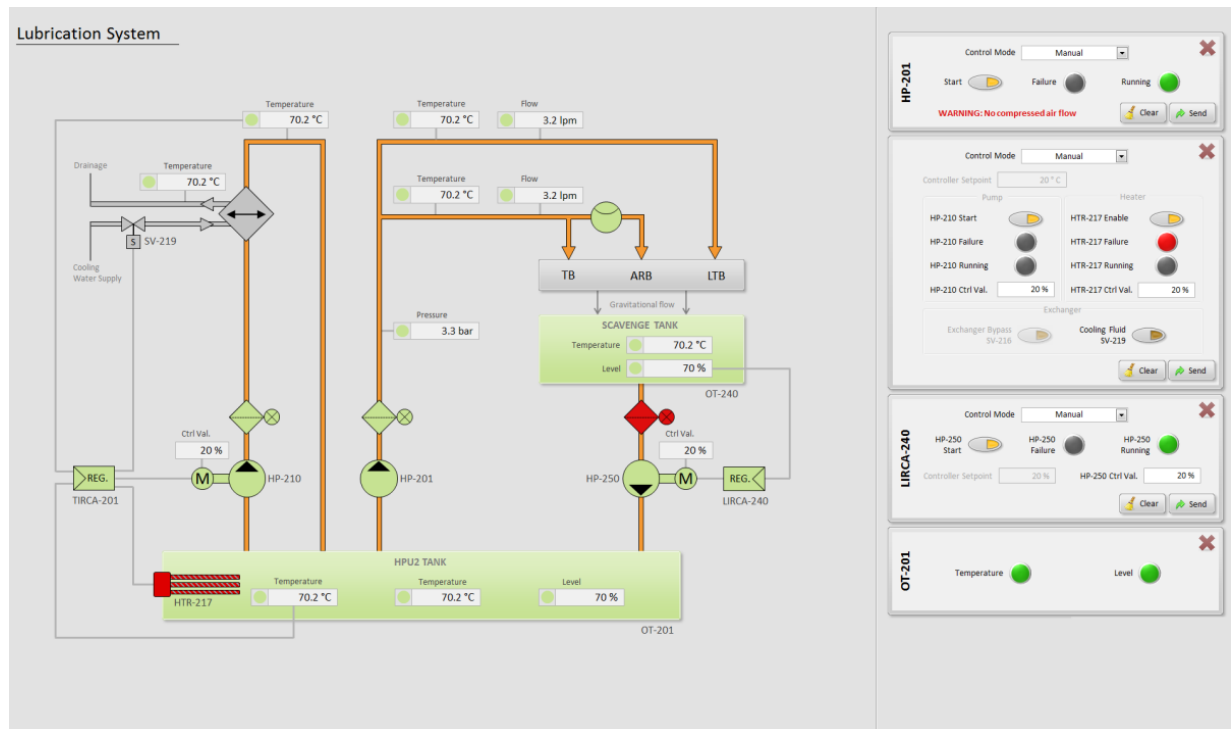 Lubrication System
Temperature
70.2 °C
Temperature
70.2 °C
Flow
3.2 lpm
Drainage
Temperature
70.2 °C
Temperature
70.2 °C
Flow
3.2 lpm
S
SV-219
Cooling
Water Supply
TB
ARB
LTB
Gravitational flow
Pressure
3.3 bar
SCAVENGE TANK
Temperature
70.2 °C
Level
70 %
OT-240
Ctrl Val.
20 %
Ctrl Val.
20 %
REG.
TIRCA-201
M
HP-210
HP-201
HP-250
M
REG.
LIRCA-240
HPU2 TANK
HTR-217
Temperature
70.2 °C
Temperature
70.2 °C
Level
70 %
OT-201
HP-201
Control Mode Manual
Start Failure Running
WARNING: No compressed air flow
Clear Send
Control Mode Manual
Controller Setpoint 20 ° C
Pump
HP-210 Start
HP-210 Failure
HP-210 Running
HP-210 Ctrl Val. 20 %
Heater
HTR-217 Enable
HTR-217 Failure
HTR-217 Running
HTR-217 Ctrl Val. 20 %
Exchanger
Exchanger Bypass
SV-216
Cooling Fluid
SV-219
Clear Send
LIRCA-240
Control Mode Manual
HP-250
Start
HP-250
Failure
HP-250
Running
Controller Setpoint 20 %
HP-250 Ctrl Val. 20 %
Clear Send
OT-201
Temperature Level